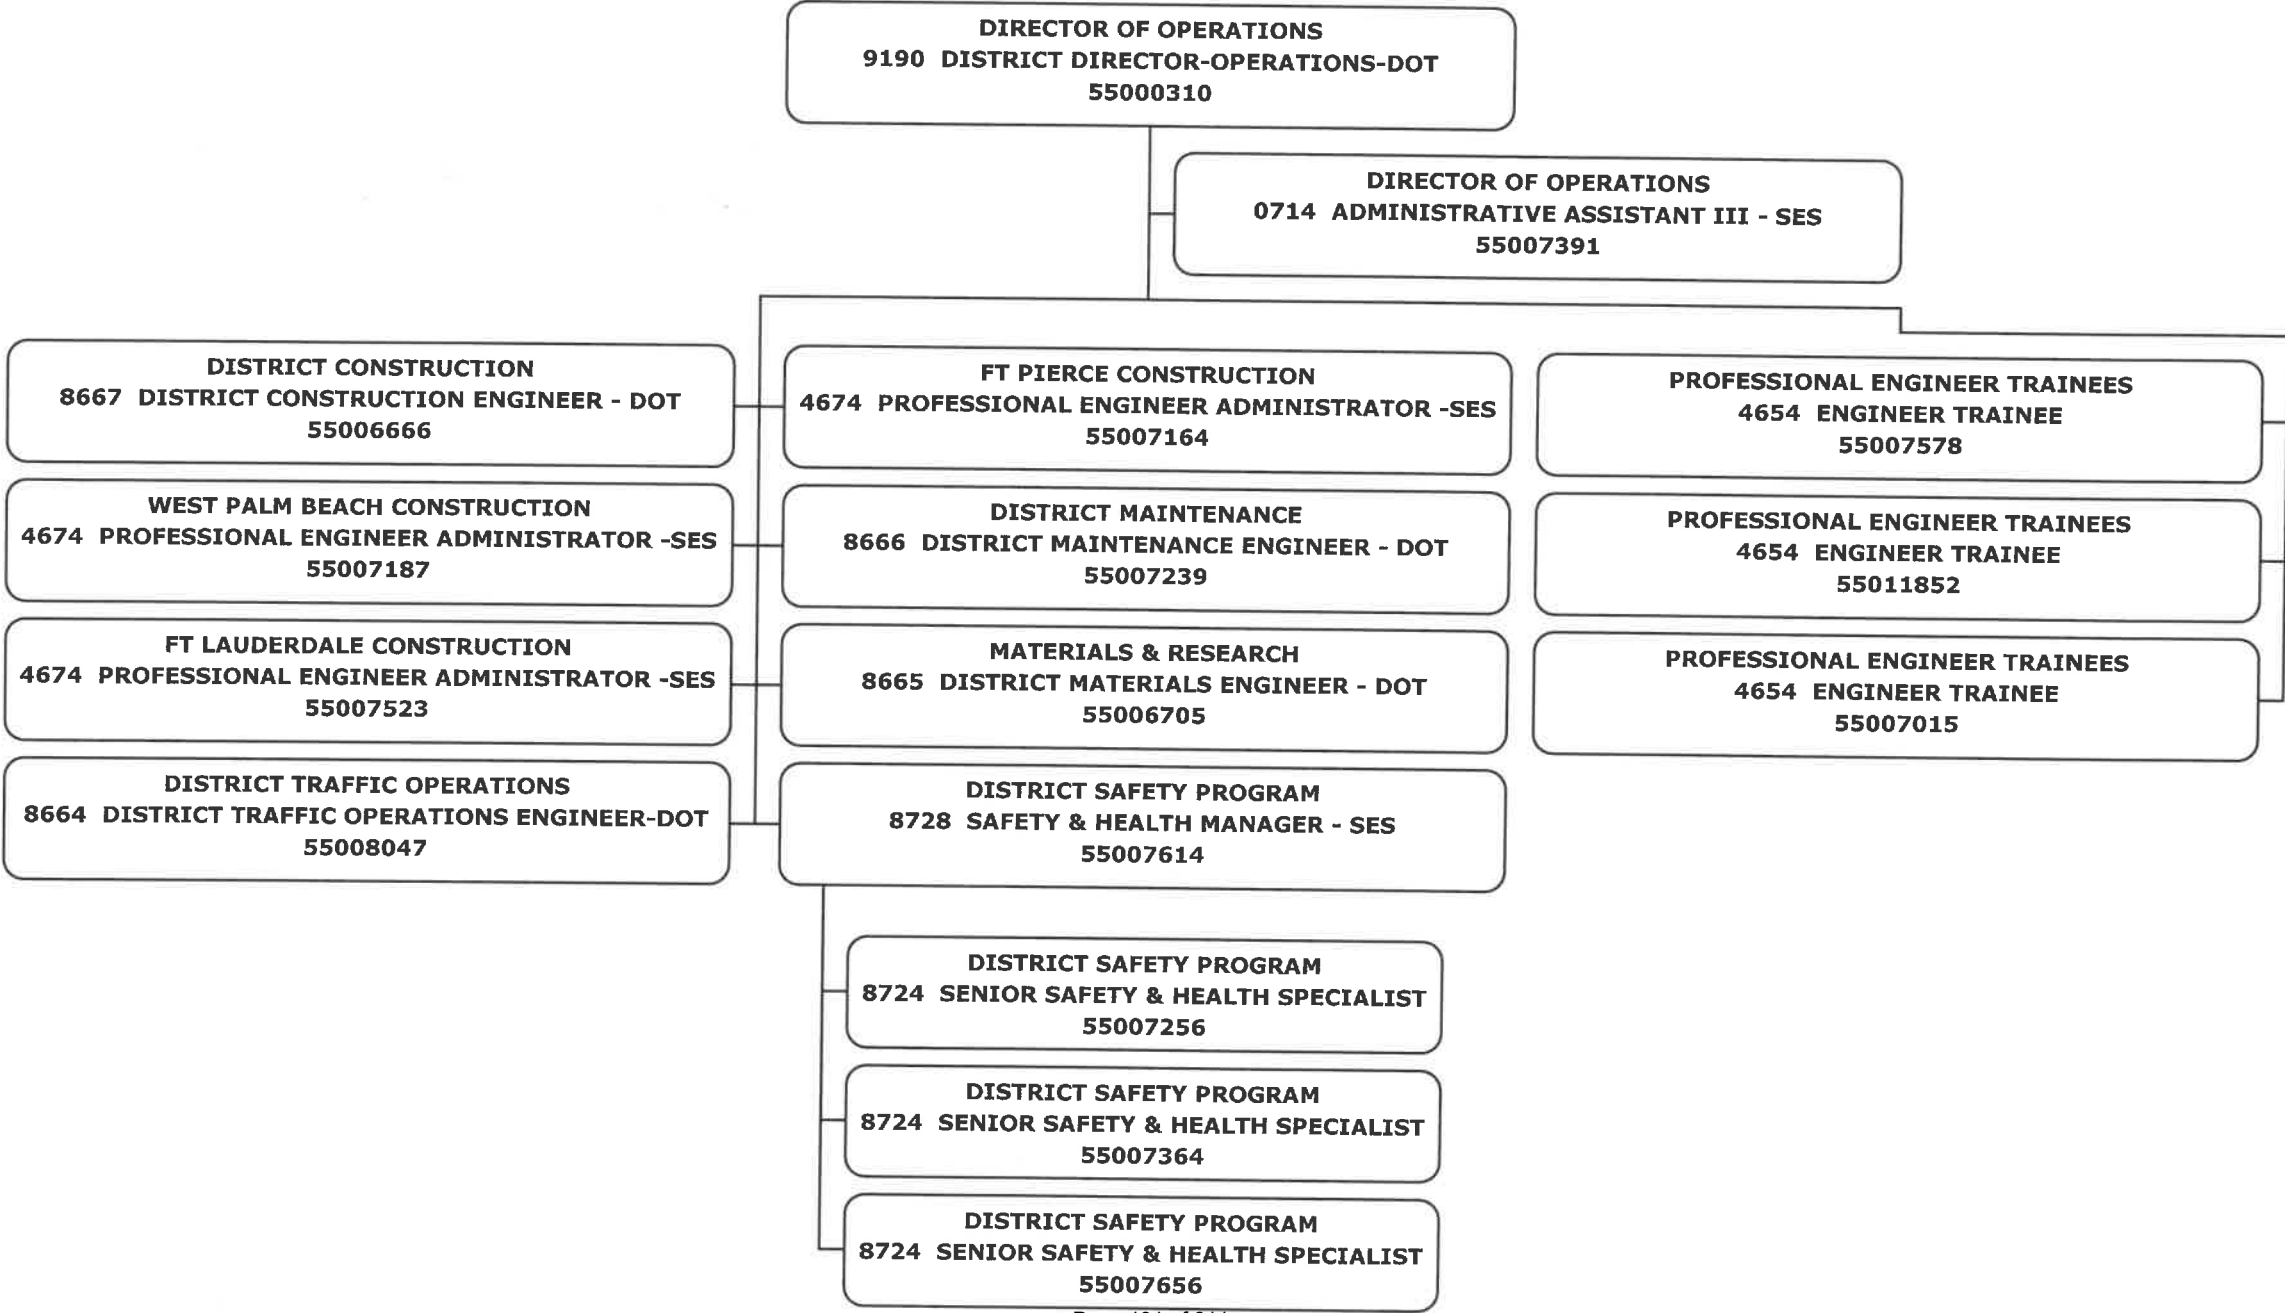 DIRECTOR OF OPERATIONS
9190 DISTRICT DIRECTOR-OPERATIONS-DOT
55000310
DIRECTOR OF OPERATIONS
0714 ADMINISTRATIVE ASSISTANT III - SES
55007391
DISTRICT CONSTRUCTION
8667 DISTRICT CONSTRUCTION ENGINEER - DOT
55006666
FT PIERCE CONSTRUCTION
4674 PROFESSIONAL ENGINEER ADMINISTRATOR -SES
55007164
PROFESSIONAL ENGINEER TRAINEES
4654 ENGINEER TRAINEE
55007578
WEST PALM BEACH CONSTRUCTION
4674 PROFESSIONAL ENGINEER ADMINISTRATOR -SES
55007187
DISTRICT MAINTENANCE
8666 DISTRICT MAINTENANCE ENGINEER - DOT
55007239
PROFESSIONAL ENGINEER TRAINEES
4654 ENGINEER TRAINEE
55011852
FT LAUDERDALE CONSTRUCTION
4674 PROFESSIONAL ENGINEER ADMINISTRATOR -SES
55007523
MATERIALS & RESEARCH
8665 DISTRICT MATERIALS ENGINEER - DOT
55006705
PROFESSIONAL ENGINEER TRAINEES
4654 ENGINEER TRAINEE
55007015
DISTRICT TRAFFIC OPERATIONS
8664 DISTRICT TRAFFIC OPERATIONS ENGINEER-DOT
55008047
DISTRICT SAFETY PROGRAM
8728 SAFETY & HEALTH MANAGER - SES
55007614
DISTRICT SAFETY PROGRAM
8724 SENIOR SAFETY & HEALTH SPECIALIST
55007256
DISTRICT SAFETY PROGRAM
8724 SENIOR SAFETY & HEALTH SPECIALIST
55007364
DISTRICT SAFETY PROGRAM
8724 SENIOR SAFETY & HEALTH SPECIALIST
55007656